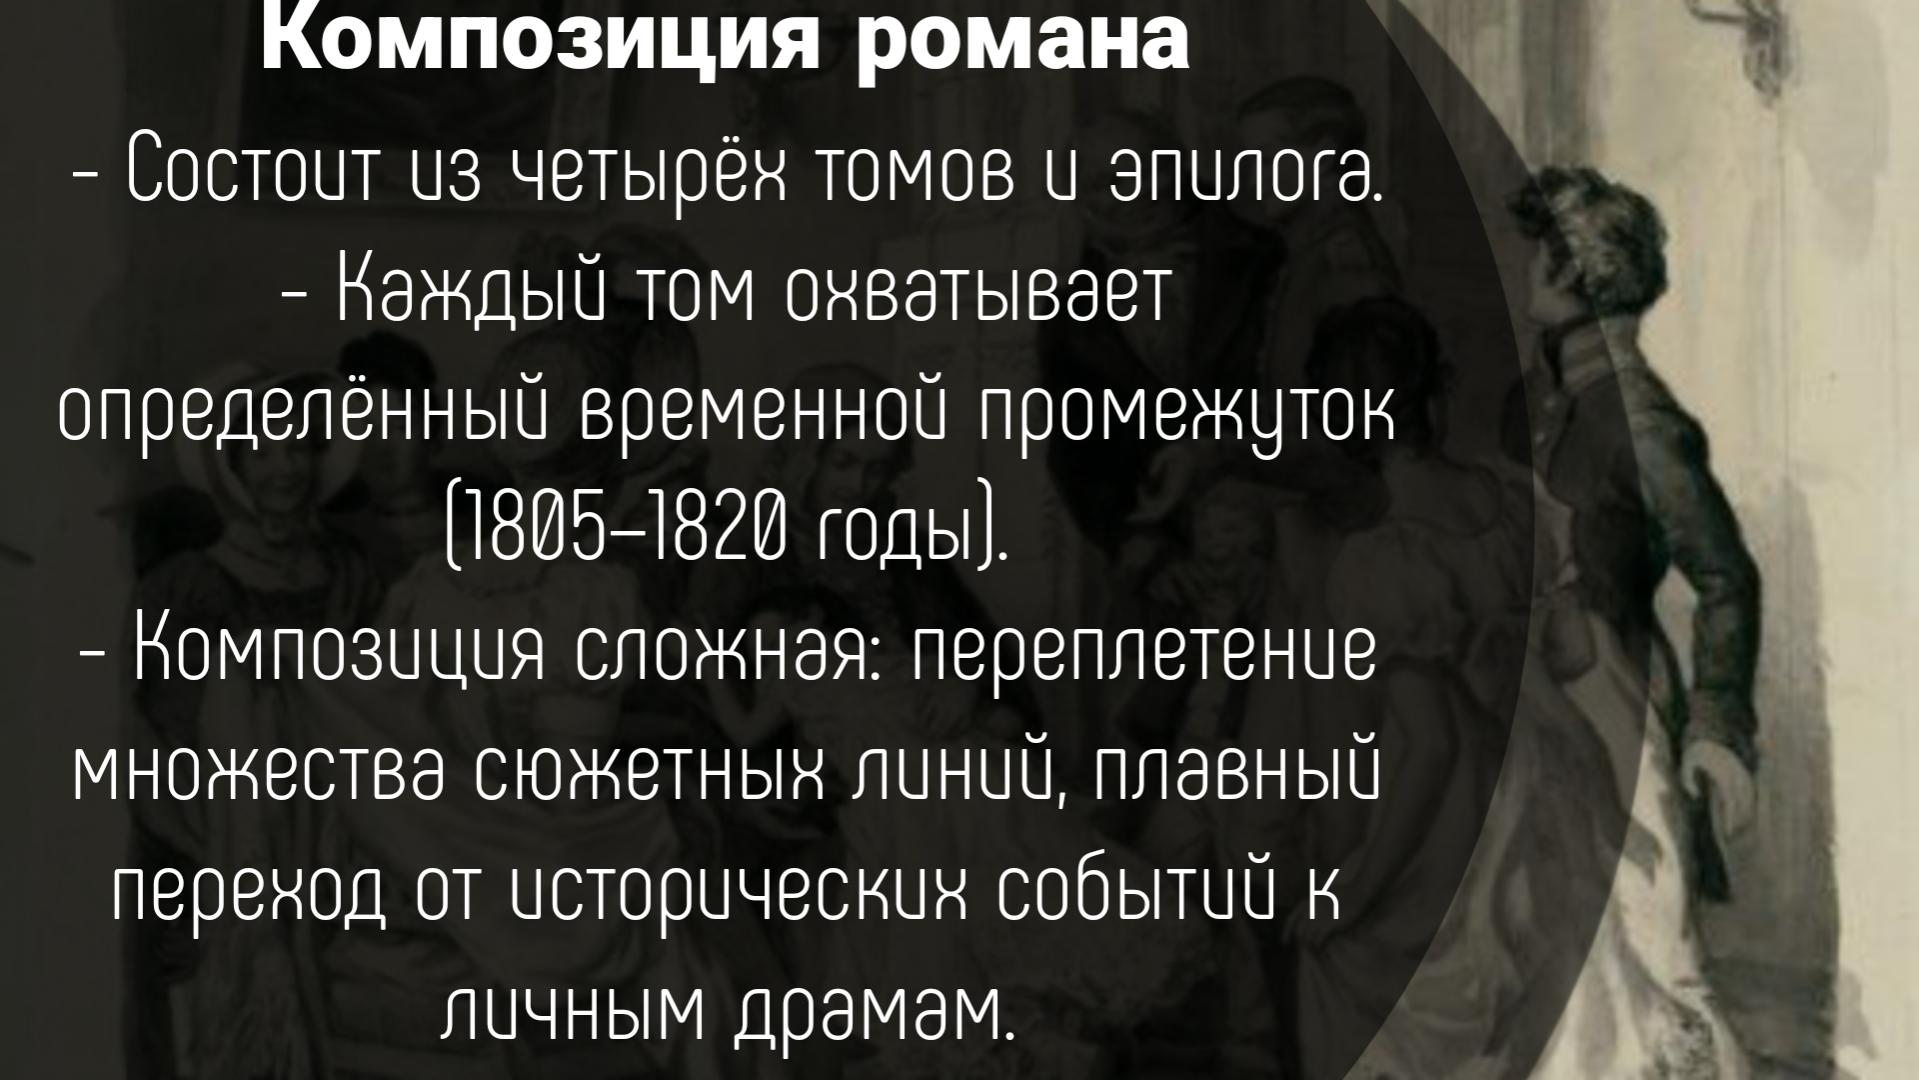 Композиция романа
- Состоит из четырёх томов и эпилога.
- Каждый том охватывает
определённый временной промежуток
(1805–1820 годы).
- Композиция сложная: переплетение
множества сюжетных линий, плавный
переход от исторических событий к
личным драмам.